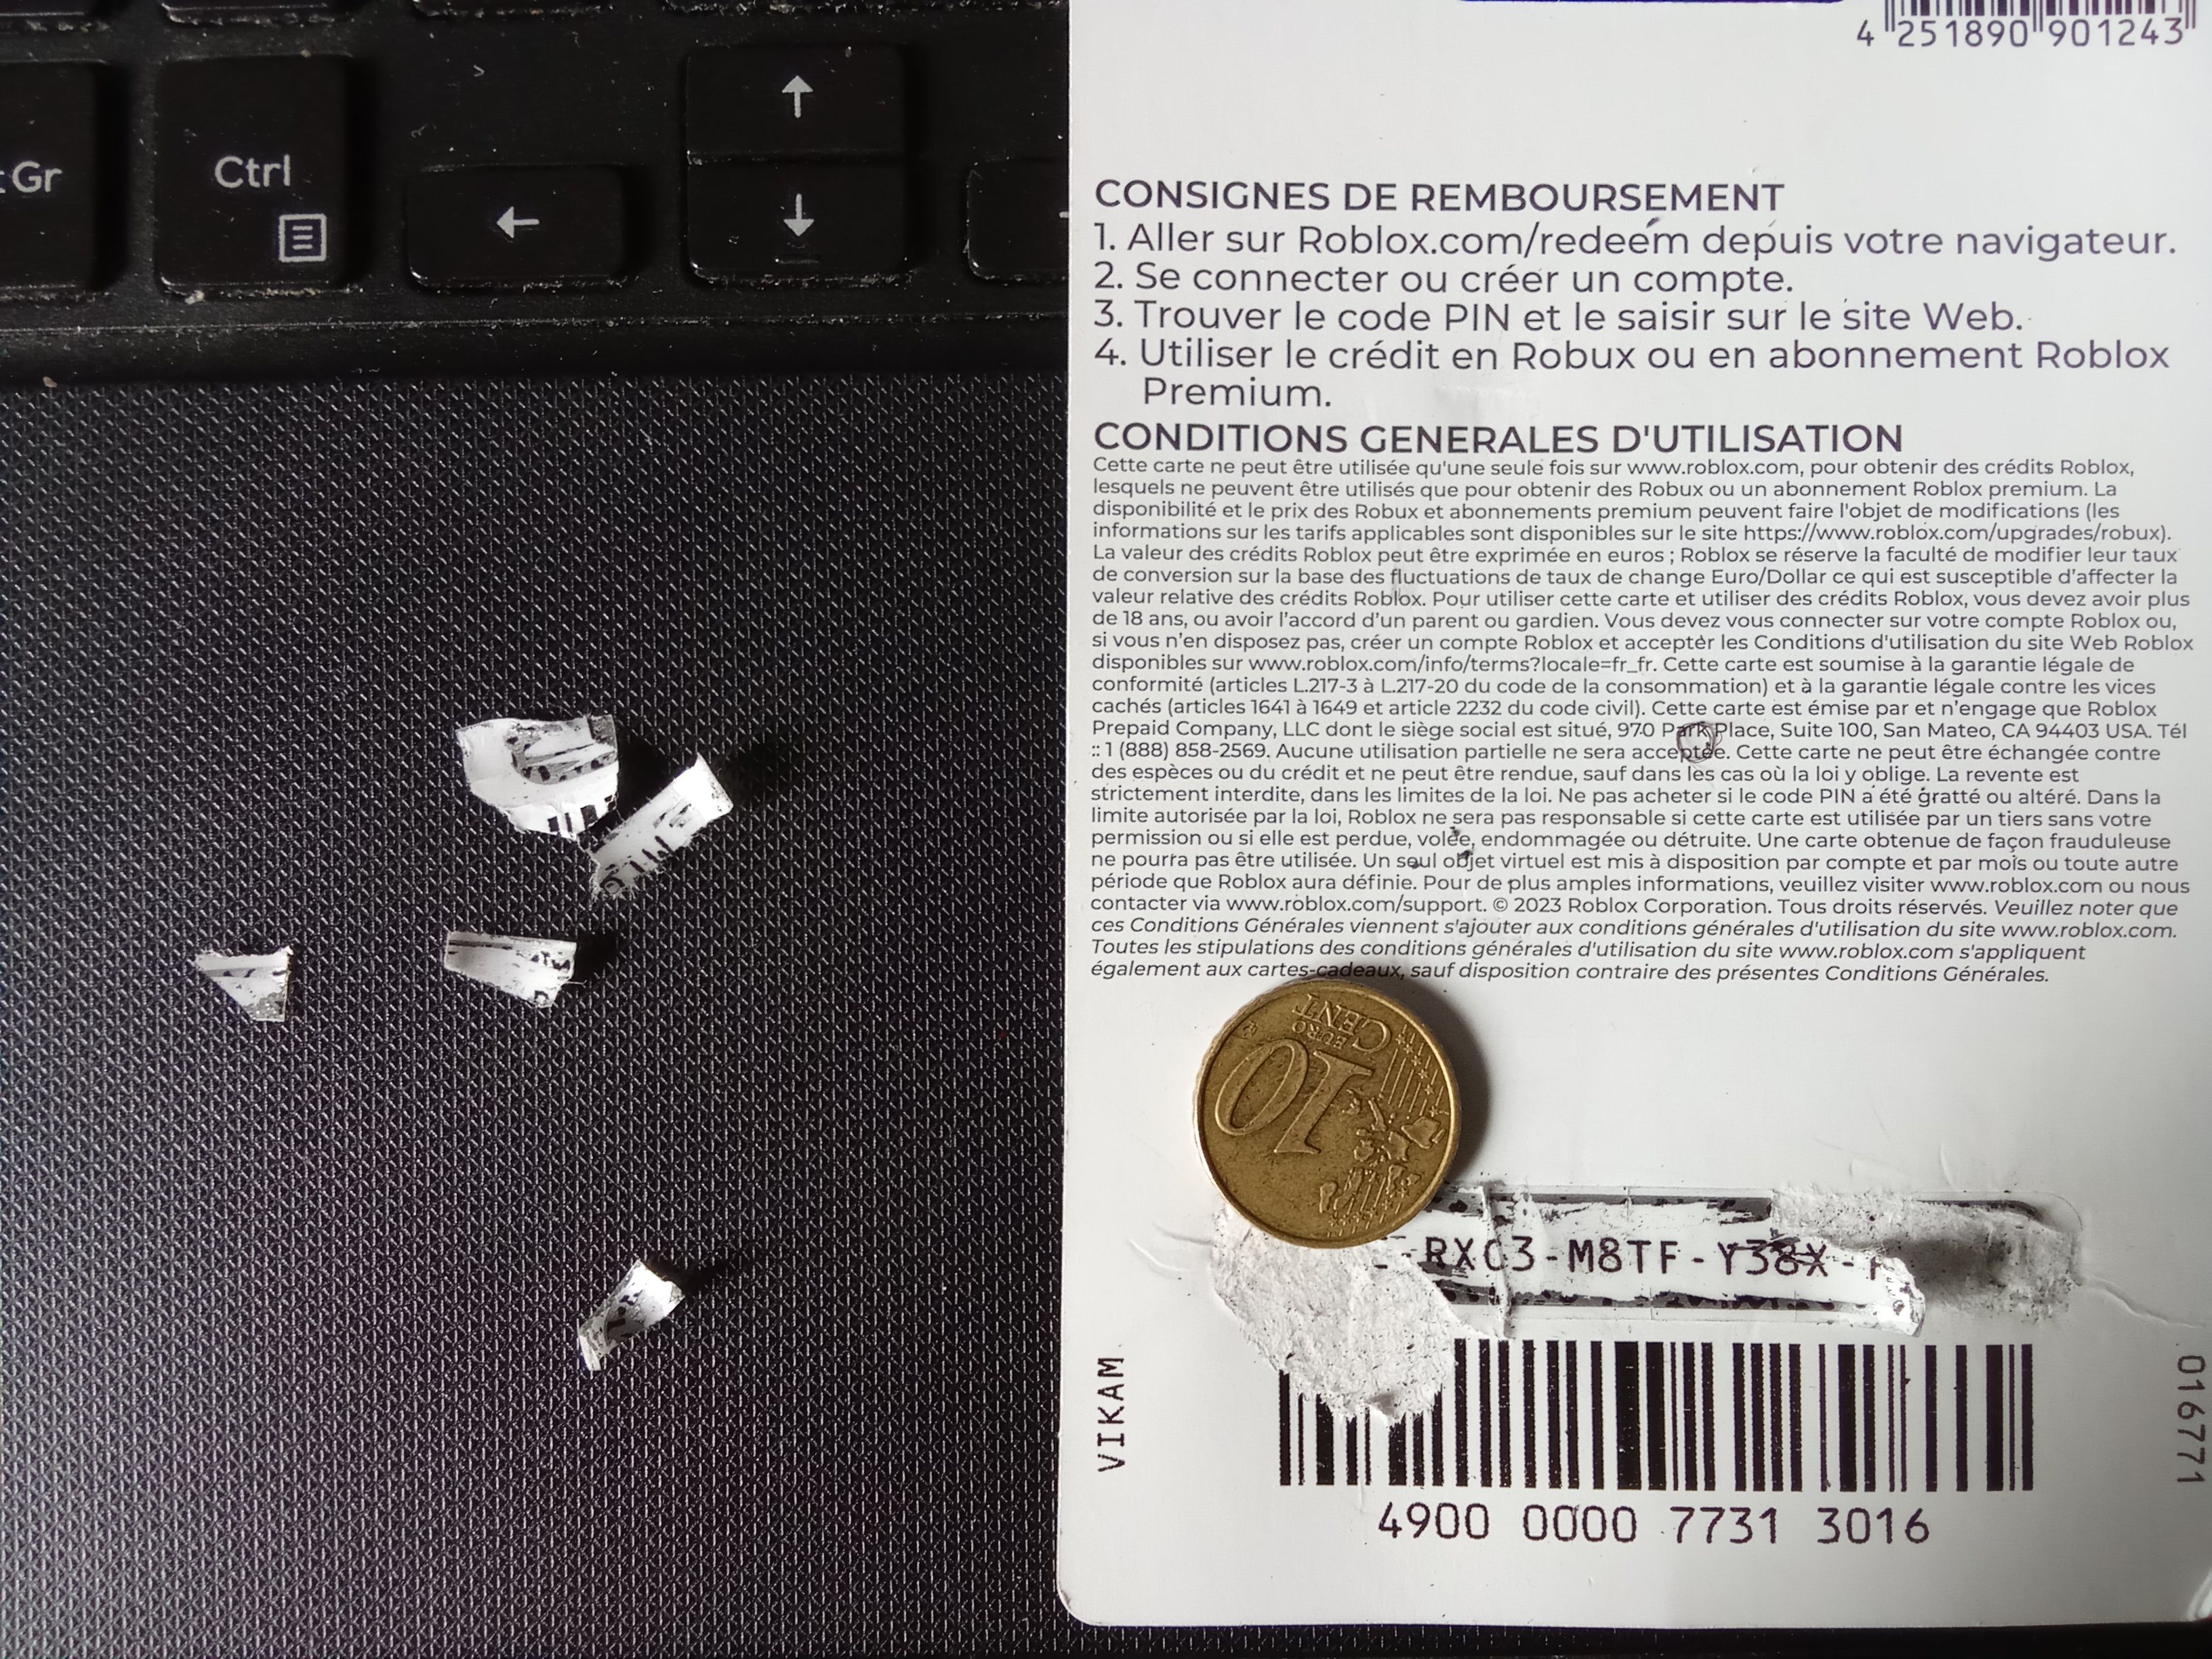 4 251890 901243
Gr
Ctrl
CONSIGNES DE REMBOURSEMENT
1. Aller sur Roblox.com/redeem depuis votre navigateur.
2. Se connecter ou créer un compte.
3. Trouver le code PIN et le saisir sur le site Web.
4. Utiliser le crédit en Robux ou en abonnement Roblox
Premium.
CONDITIONS GENERALES D'UTILISATION
Cette carte ne peut être utilisée qu'une seule fois sur www.roblox.com, pour obtenir des crédits Roblox,
lesquels ne peuvent être utilisés que pour obtenir des Robux ou un abonnement Roblox premium. La
disponibilité et le prix des Robux et abonnements premium peuvent faire l'objet de modifications (les
informations sur les tarifs applicables sont disponibles sur le site https://www.roblox.com/upgrades/robux).
La valeur des crédits Roblox peut être exprimée en euros ; Roblox se réserve la faculté de modifier leur taux
de conversion sur la base des fluctuations de taux de change Euro/Dollar ce qui est susceptible d'affecter la
valeur relative des crédits Roblox. Pour utiliser cette carte et utiliser des crédits Roblox, vous devez avoir plus
de 18 ans, ou avoir l'accord d'un parent ou gardien. Vous devez vous connecter sur votre compte Roblox ou,
si vous n'en disposez pas, créer un compte Roblox et accepter les Conditions d'utilisation du site Web Roblox
disponibles sur www.roblox.com/info/terms?locale=fr_fr. Cette carte est soumise à la garantie légale de
conformité (articles L.217-3 à L.217-20 du code de la consommation) et à la garantie légale contre les vices
cachés (articles 1641 à 1649 et article 2232 du code civil). Cette carte est émise par et n'engage que Roblox
Prepaid Company, LLC dont le siège social est situé, 970 Park Place, Suite 100, San Mateo, CA 94403 USA. Tél
:: 1 (888) 858-2569. Aucune utilisation partielle ne sera acceptée. Cette carte ne peut être échangée contre
des espèces ou du crédit et ne peut être rendue, sauf dans les cas où la loi y oblige. La revente est
strictement interdite, dans les limites de la loi. Ne pas acheter si le code PIN a été gratté ou altéré. Dans la
limite autorisée par la loi, Roblox ne sera pas responsable si cette carte est utilisée par un tiers sans votre
permission ou si elle est perdue, volée, endommagée ou détruite. Une carte obtenue de façon frauduleuse
ne pourra pas être utilisée. Un seul objet virtuel est mis à disposition par compte et par mois ou toute autre
période que Roblox aura définie. Pour de plus amples informations, veuillez visiter www.roblox.com ou nous
contacter via www.roblox.com/support. © 2023 Roblox Corporation. Tous droits réservés. Veuillez noter que
ces Conditions Générales viennent s'ajouter aux conditions générales d'utilisation du site www.roblox.com.
Toutes les stipulations des conditions générales d'utilisation du site www.roblox.com s'appliquent
également aux cartes-cadeaux, sauf disposition contraire des présentes Conditions Générales.
10
EURO
CENT
-RXC3-M8TF-Y38X-
VIKAM
016771
4900 0000 7731 3016